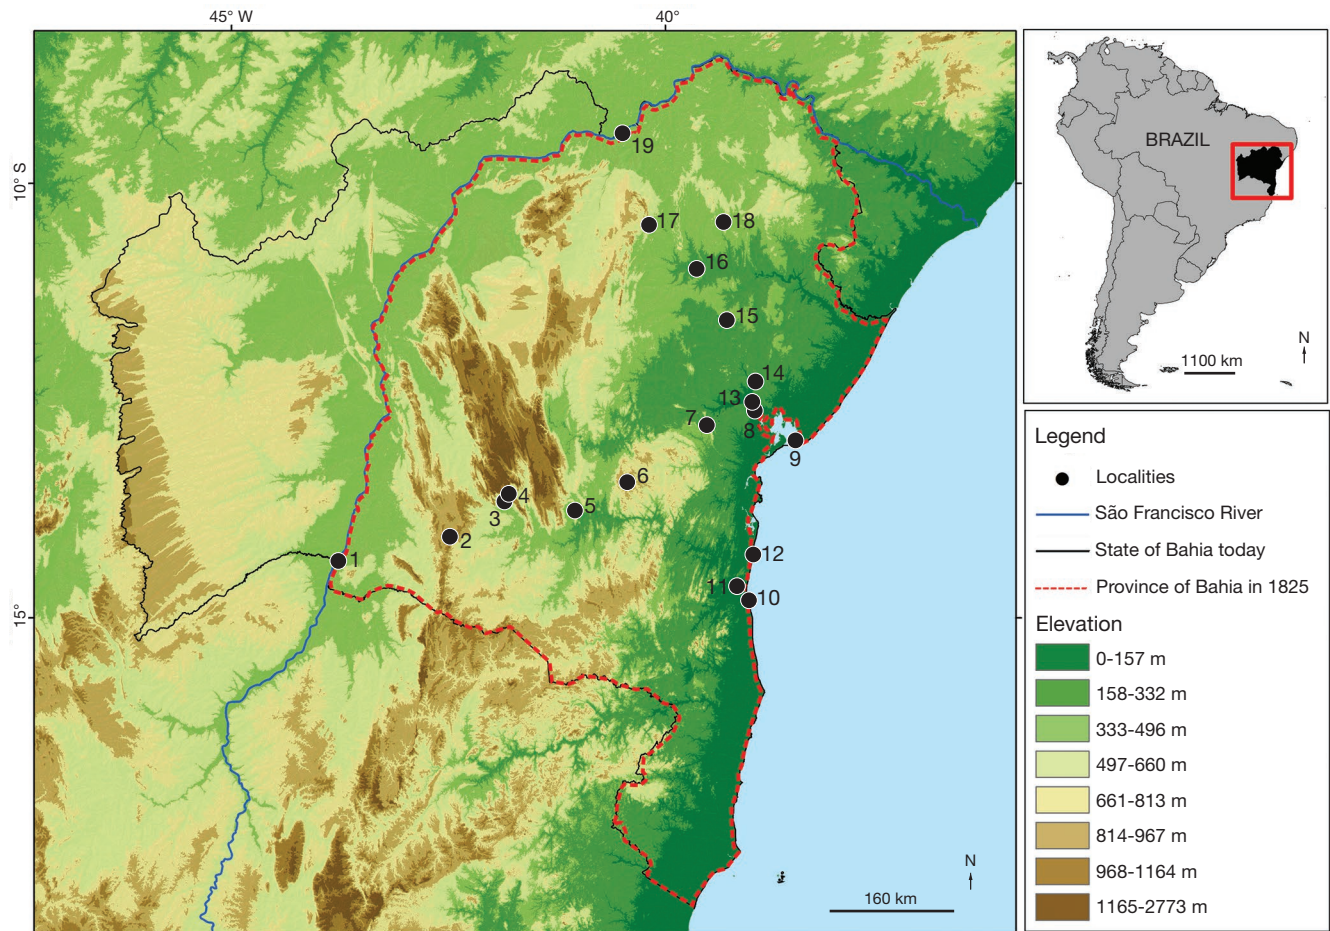 45° W
40°
10° S
15°
19
17
18
16
15
14
13
7
8
9
6
4
3
5
2
1
12
11
10
N
160 km
BRAZIL
N
1100 km
Legend
Localities
São Francisco River
State of Bahia today
Province of Bahia in 1825
Elevation
0-157 m
158-332 m
333-496 m
497-660 m
661-813 m
814-967 m
968-1164 m
1165-2773 m